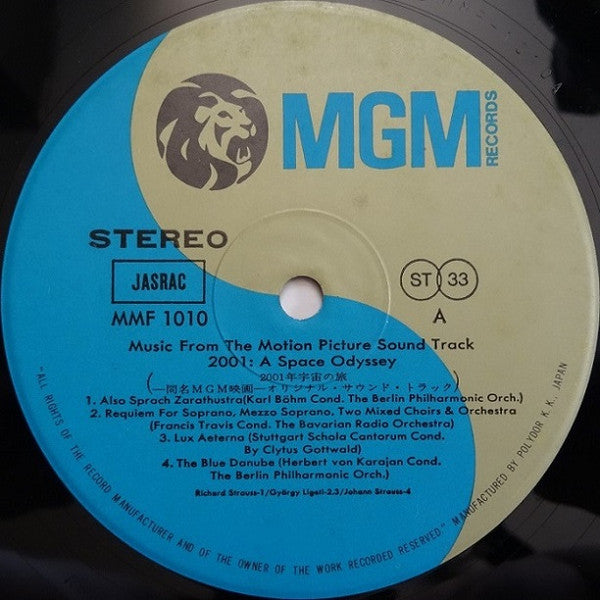 MGM
RECORDS
STEREO
JASRAC
ST 33
MMF 1010
A
Music From The Motion Picture Sound Track
2001: A Space Odyssey
2001年宇宙の旅
(—同名MGM映画—オリジナル・サウンド・トラック)
1. Also Sprach Zarathustra(Karl Böhm Cond. The Berlin Philharmonic Orch.)
2. Requiem For Soprano, Mezzo Soprano, Two Mixed Choirs & Orchestra
(Francis Travis Cond. The Bavarian Radio Orchestra)
3. Lux Aeterna (Stuttgart Schola Cantorum Cond.
By Clytus Gottwald)
4. The Blue Danube (Herbert von Karajan Cond.
The Berlin Philharmonic Orch.)
Richard Strauss-1/György Ligeti-2.3/Johann Strauss-4
"ALL RIGHTS OF THE RECORD MANUFACTURER AND OF THE OWNER OF THE WORK RECORDED RESERVED." MANUFACTURED BY POLYDOR K. K. JAPAN